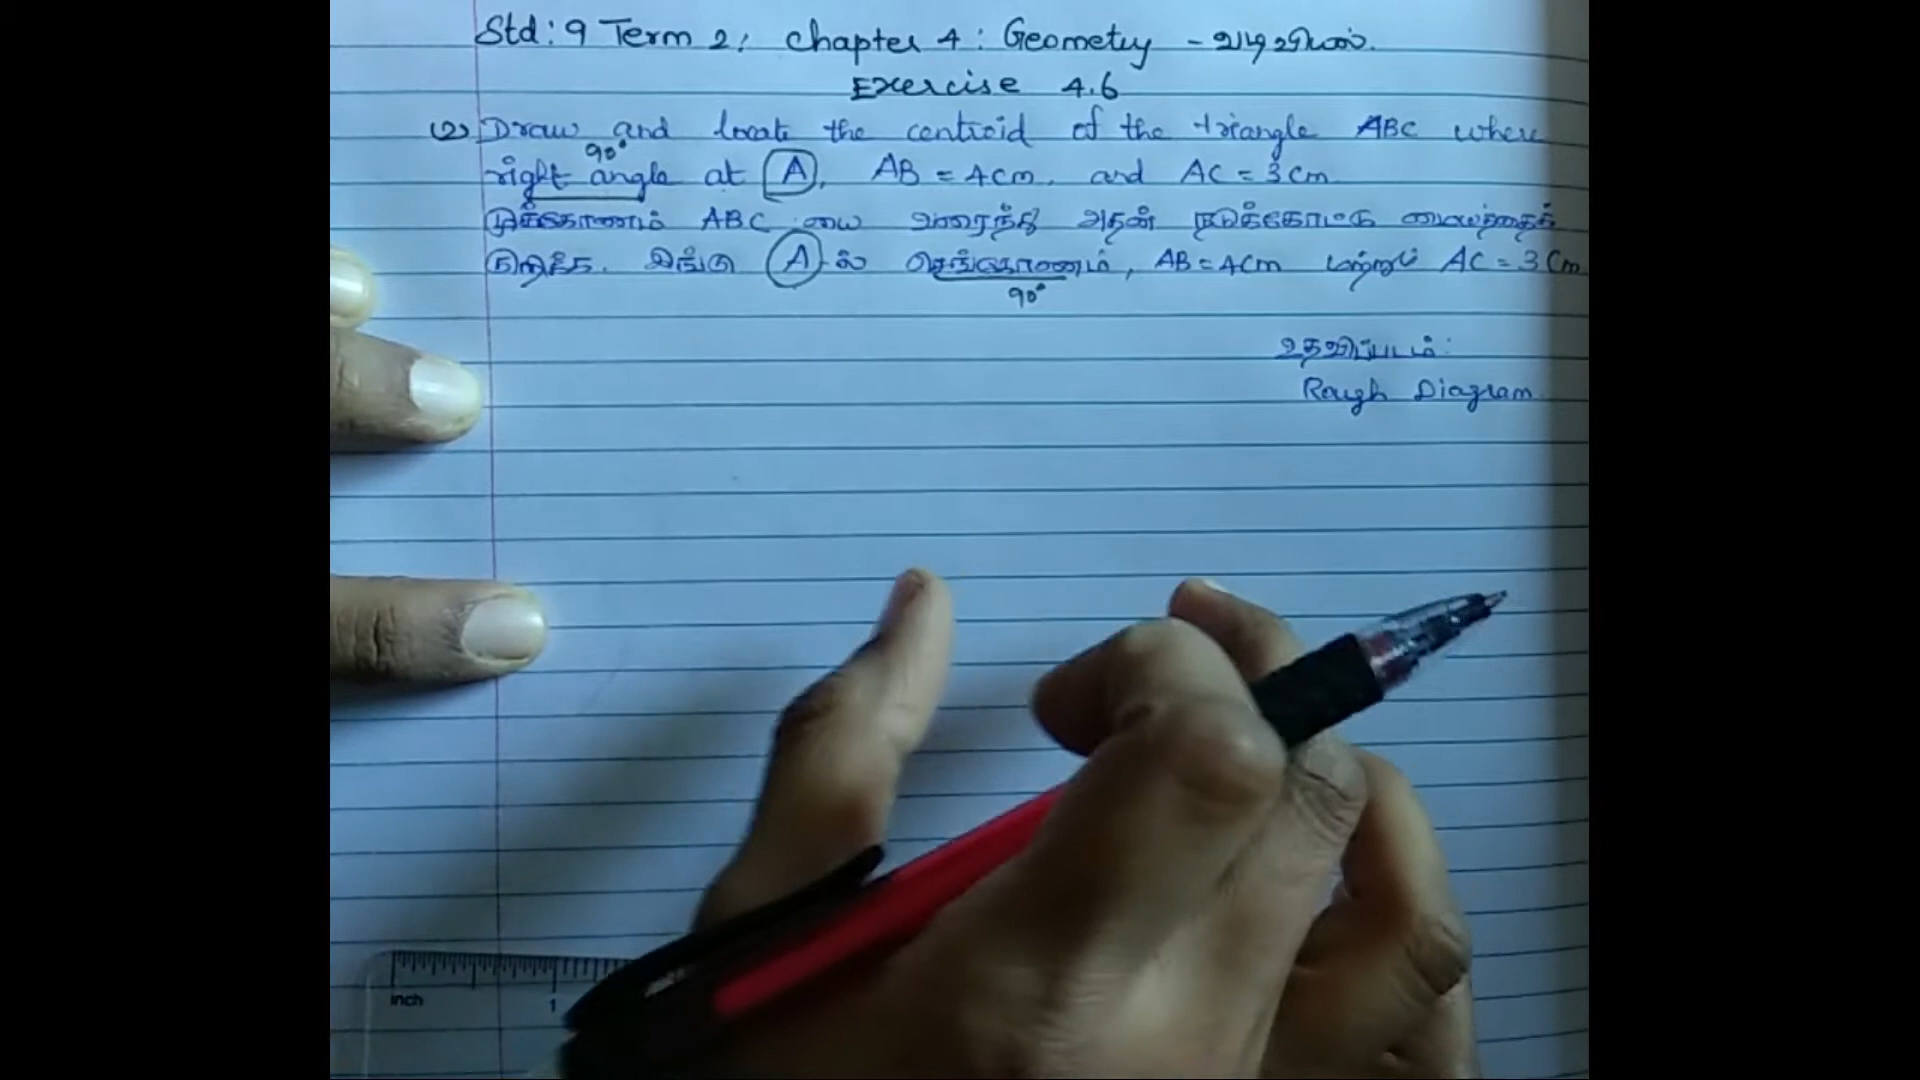 Std: 9 Term 2: Chapter 4: Geometry - வடிவியல்.
Exercise 4.6
(2) Draw and locate the centroid of the triangle ABC where
90°
right angle at A, AB = 4cm, and AC = 3cm
முக்கோணம் ABC யை வரைந்து அதன் நடுக்கோட்டு மையத்தைக்
குறிக்க. இங்கு A-ல் செங்கோணம், AB = 4cm மற்றும் AC = 3cm
90°
உதவிப்படம்:
Rough Diagram
inch
1